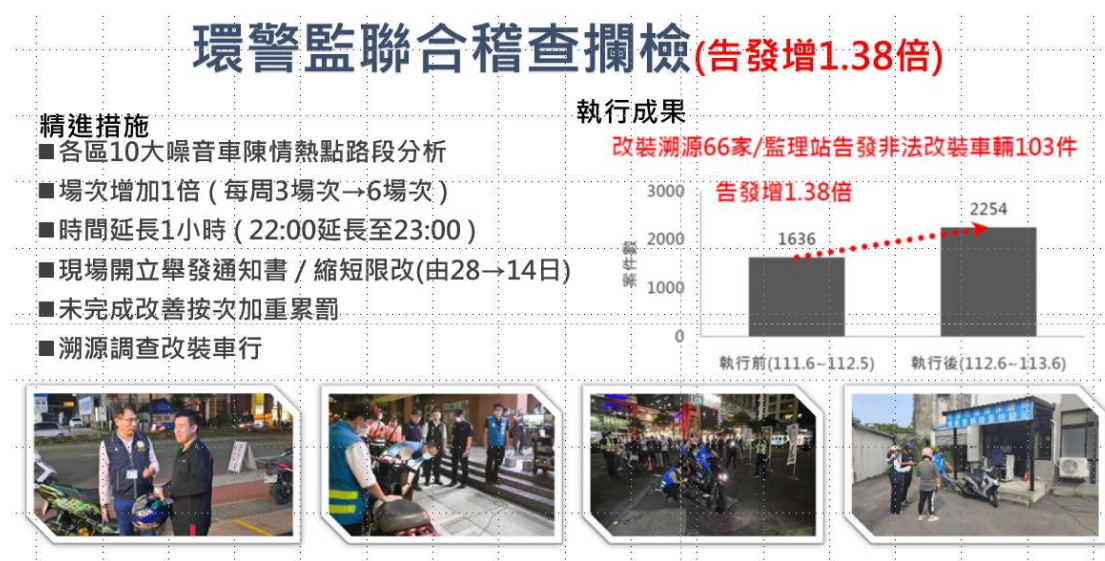 環警監聯合稽查攔檢(告發增1.38倍)
精進措施
■各區10大噪音車陳情熱點路段分析
■場次增加1倍(每周3場次→6場次)
■時間延長1小時(22:00延長至23:00)
■現場開立舉發通知書/縮短限改(由28→14日)
■未完成改善按次加重累罰
■溯源調查改裝車行
執行成果
改裝溯源66家/監理站告發非法改裝車輛103件
告發增1.38倍
案件數
3000
2000
1000
0
1636
2254
執行前(111.6~112.5)
執行後(112.6~113.6)